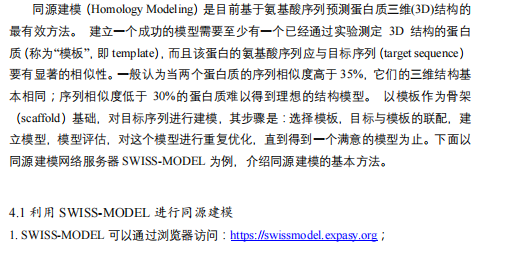 同源建模（Homology Modeling）是目前基于氨基酸序列预测蛋白质三维(3D)结构的
最有效方法。 建立一个成功的模型需要至少有一个已经通过实验测定 3D 结构的蛋白
质（称为“模板”，即 template），而且该蛋白的氨基酸序列应与目标序列（target sequence）
要有显著的相似性。一般认为当两个蛋白质的序列相似度高于 35%，它们的三维结构基
本相同；序列相似度低于 30%的蛋白质难以得到理想的结构模型。 以模板作为骨架
（scaffold）基础，对目标序列进行建模，其步骤是：选择模板，目标与模板的联配，建
立模型，模型评估，对这个模型进行重复优化，直到得到一个满意的模型为止。下面以
同源建模网络服务器 SWISS-MODEL 为例，介绍同源建模的基本方法。
4.1 利用 SWISS-MODEL 进行同源建模
1. SWISS-MODEL 可以通过浏览器访问：https://swissmodel.expasy.org；